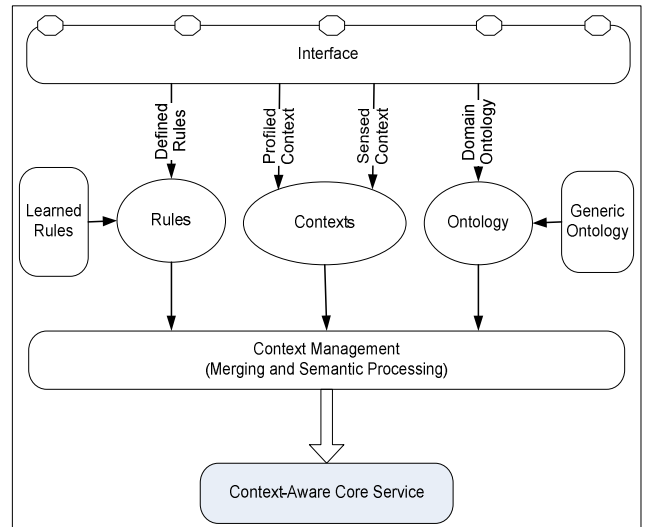 Interface
Defined
Rules
Profiled
Context
Sensed
Context
Domain
Ontology
Learned
Rules
Rules
Contexts
Ontology
Generic
Ontology
Context Management
(Merging and Semantic Processing)
Context-Aware Core Service